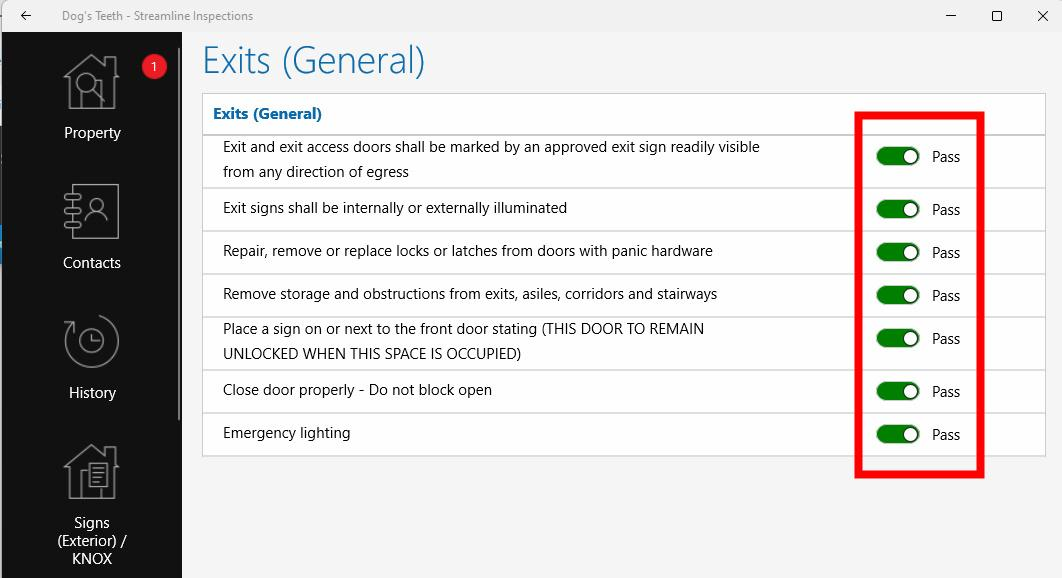 Dog's Teeth - Streamline Inspections
1
Property
Contacts
History
Signs
(Exterior) /
KNOX
Exits (General)
Exits (General)
Exit and exit access doors shall be marked by an approved exit sign readily visible
from any direction of egress
Pass
Exit signs shall be internally or externally illuminated
Pass
Repair, remove or replace locks or latches from doors with panic hardware
Pass
Remove storage and obstructions from exits, asiles, corridors and stairways
Pass
Place a sign on or next to the front door stating (THIS DOOR TO REMAIN
UNLOCKED WHEN THIS SPACE IS OCCUPIED)
Pass
Close door properly - Do not block open
Pass
Emergency lighting
Pass